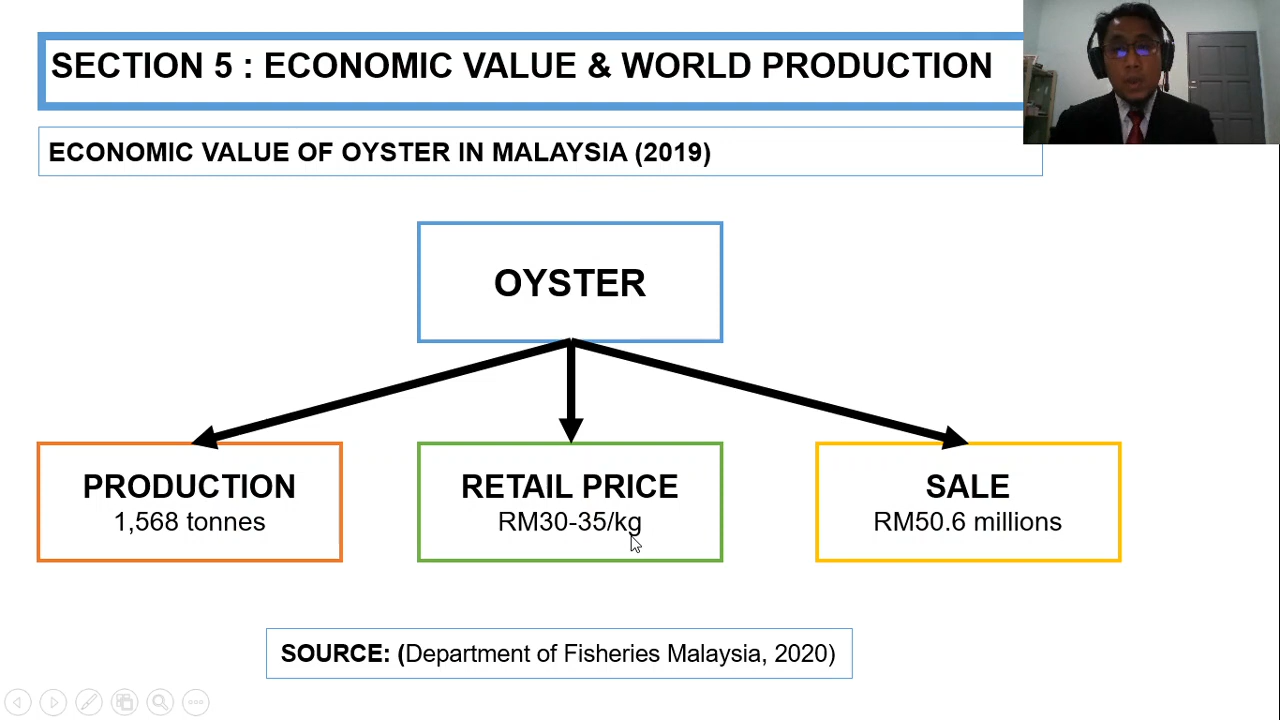 SECTION 5 : ECONOMIC VALUE & WORLD PRODUCTION
ECONOMIC VALUE OF OYSTER IN MALAYSIA (2019)
OYSTER
PRODUCTION
1,568 tonnes
RETAIL PRICE
RM30-35/kg
SALE
RM50.6 millions
SOURCE: (Department of Fisheries Malaysia, 2020)